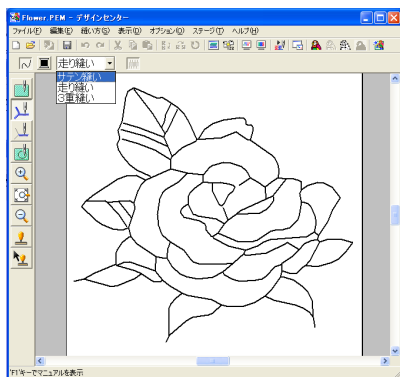 Flower.PEM - デザインセンター
ファイル(F) 編集(E) 縫い方(S) 表示(D) オプション(O) ステージ(T) ヘルプ(H)
走り縫い
サテン縫い
走り縫い
3重縫い
'F1'キーでマニュアルを表示